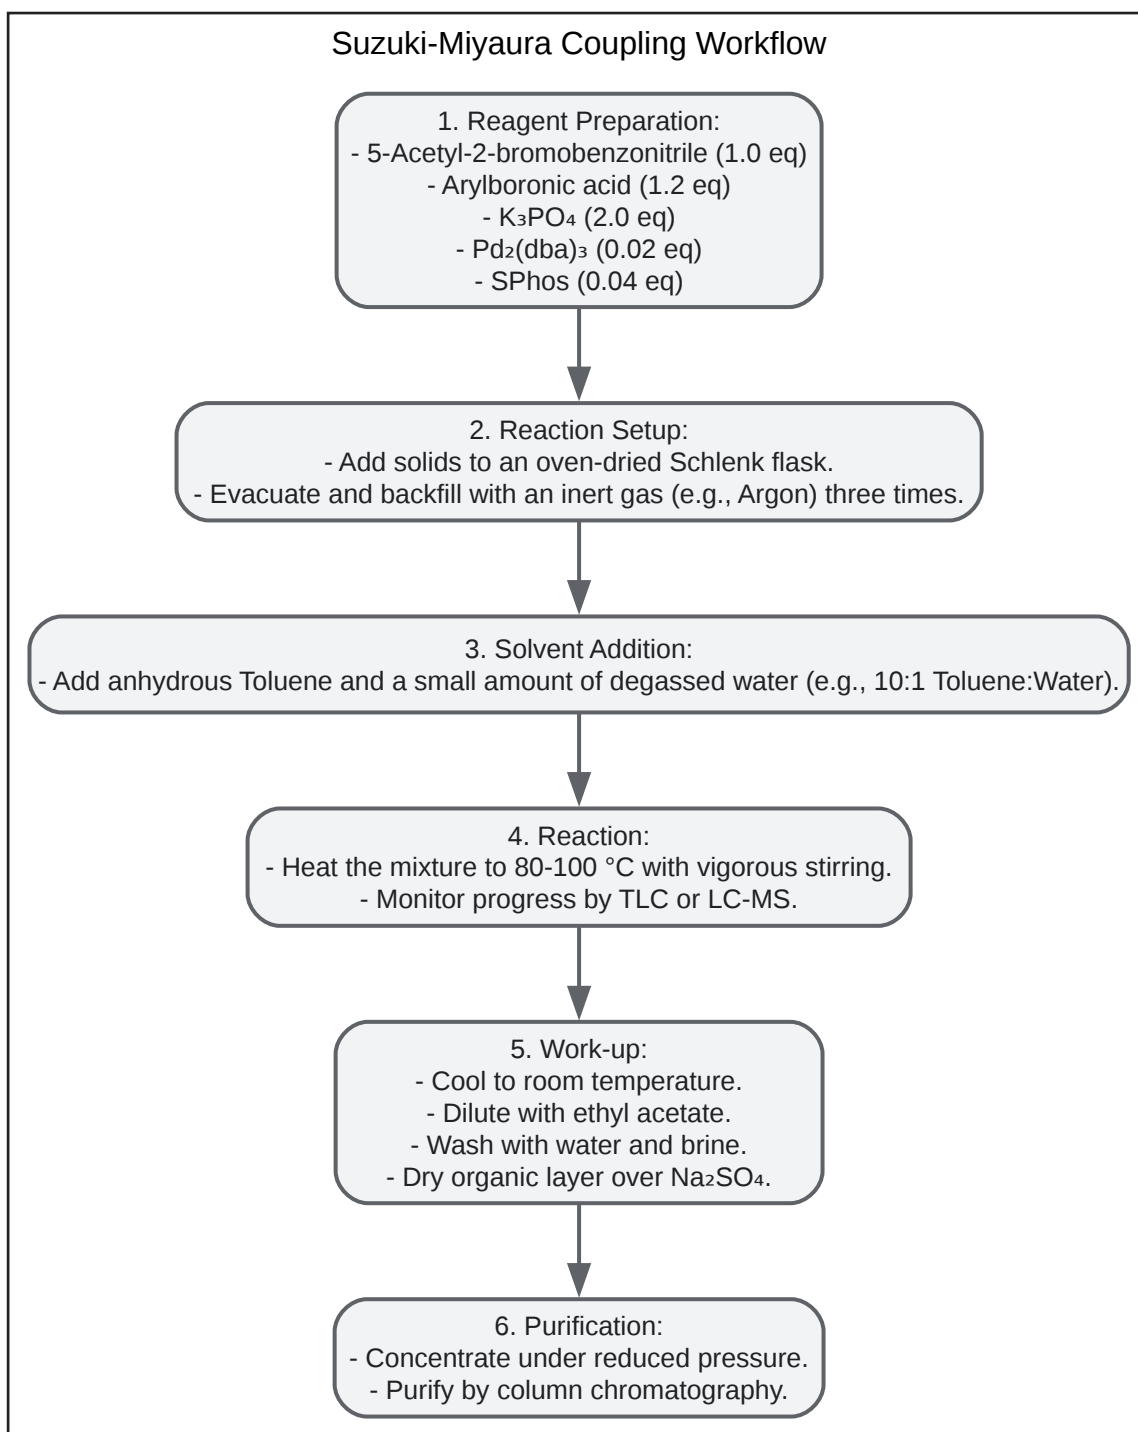 Suzuki-Miyaura Coupling Workflow
1. Reagent Preparation:
- 5-Acetyl-2-bromobenzonitrile (1.0 eq)
- Arylboronic acid (1.2 eq)
- K₃PO₄ (2.0 eq)
- Pd₂(dba)₃ (0.02 eq)
- SPhos (0.04 eq)
2. Reaction Setup:
- Add solids to an oven-dried Schlenk flask.
- Evacuate and backfill with an inert gas (e.g., Argon) three times.
3. Solvent Addition:
- Add anhydrous Toluene and a small amount of degassed water (e.g., 10:1 Toluene:Water).
4. Reaction:
- Heat the mixture to 80-100 °C with vigorous stirring.
- Monitor progress by TLC or LC-MS.
5. Work-up:
- Cool to room temperature.
- Dilute with ethyl acetate.
- Wash with water and brine.
- Dry organic layer over Na₂SO₄.
6. Purification:
- Concentrate under reduced pressure.
- Purify by column chromatography.